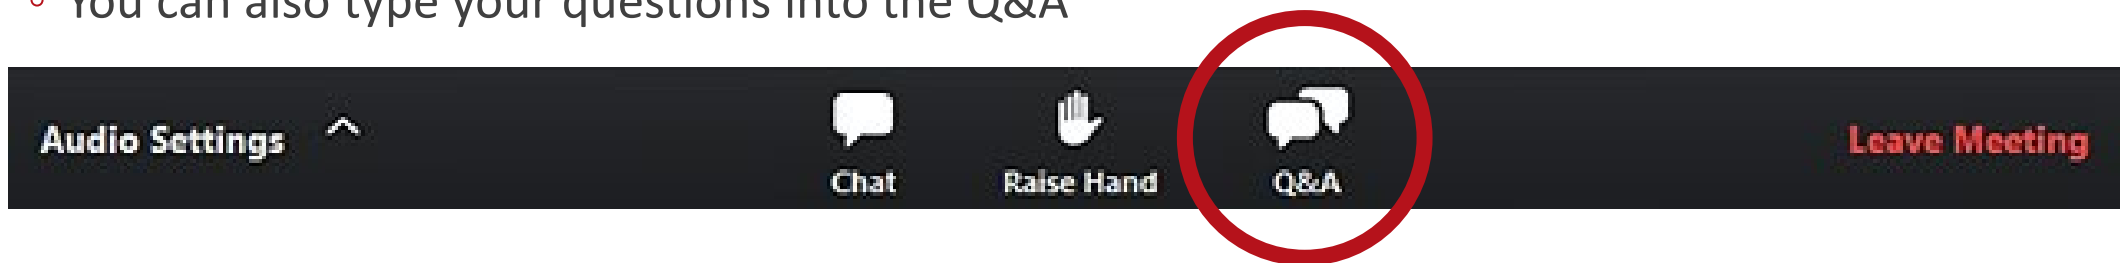 ◦ You can also type your questions into the Q&A
Audio Settings
Chat
Raise Hand
Q&A
Leave Meeting